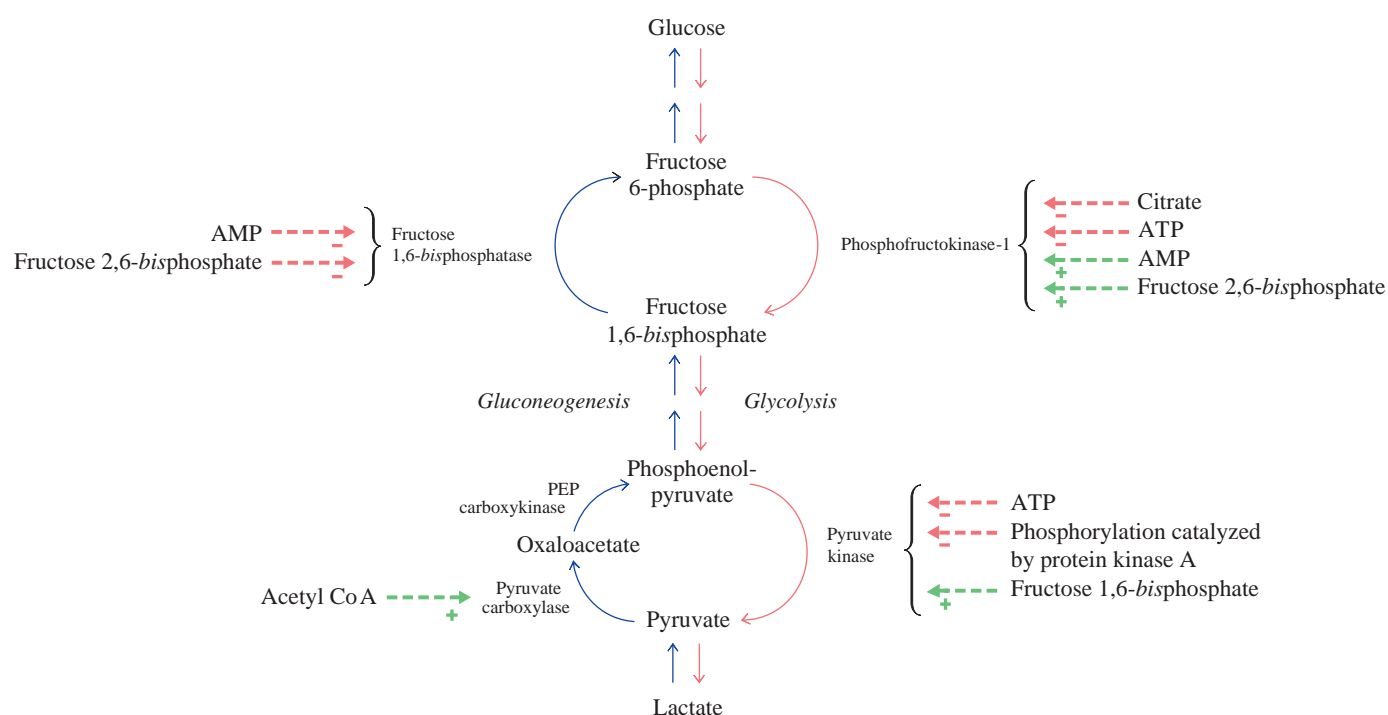 Glucose
Fructose
6-phosphate
AMP
Fructose 2,6-bisphosphate
Fructose
1,6-bisphosphatase
Phosphofructokinase-1
Citrate
–
ATP
–
AMP
+
Fructose 2,6-bisphosphate
+
–
–
Fructose
1,6-bisphosphate
Gluconeogenesis
Glycolysis
Phosphoenol-
pyruvate
PEP
carboxykinase
Oxaloacetate
Pyruvate
kinase
ATP
–
Phosphorylation catalyzed
–
by protein kinase A
Fructose 1,6-bisphosphate
+
Acetyl CoA
+
Pyruvate
carboxylase
Pyruvate
Lactate